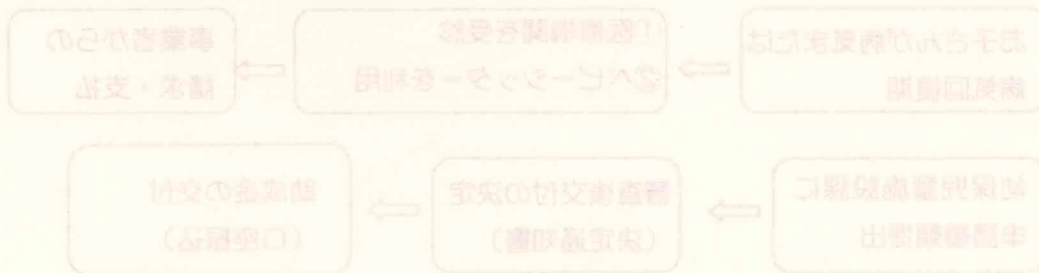 お子さんが病気または
病気回復期
①医療機関を受診
②ベビーシッターを利用
事業者からの
請求・支払
幼保児童施設課に
申請書類提出
審査後交付の決定
（決定通知書）
助成金の交付
（口座振込）